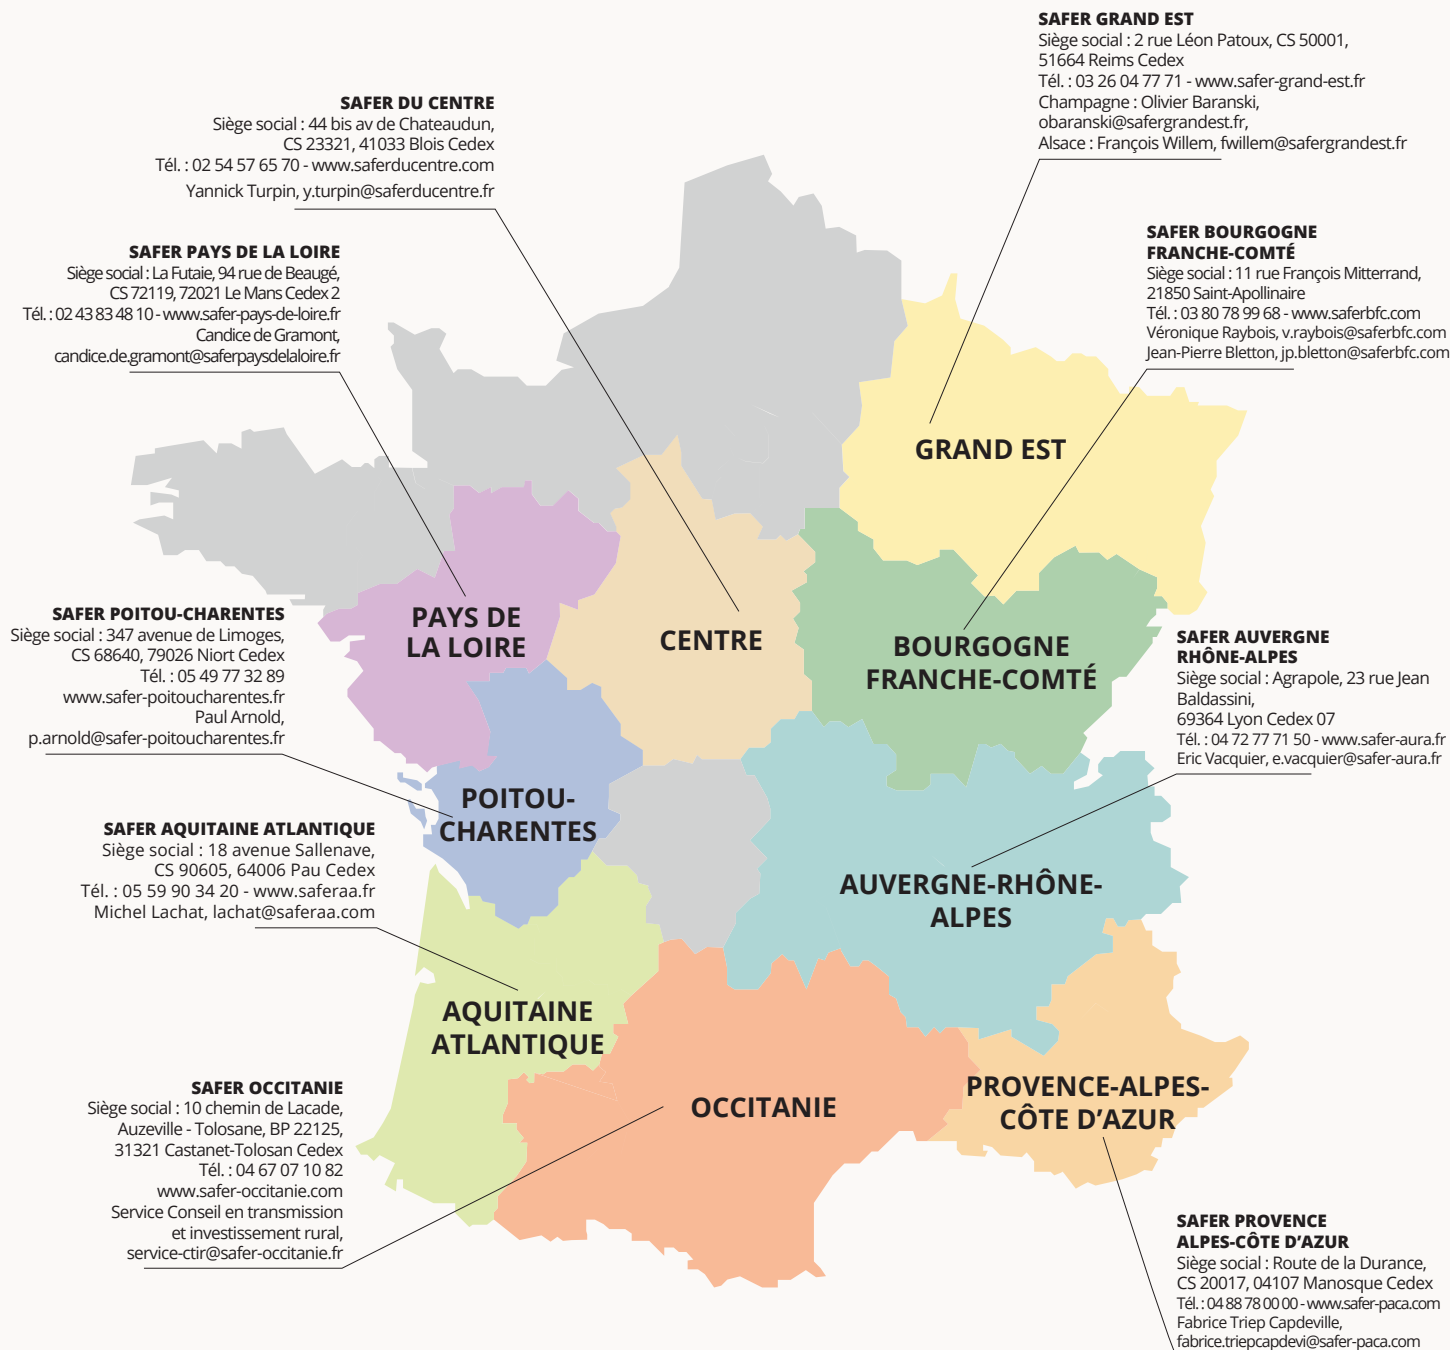 SAFER GRAND EST
Siège social : 2 rue Léon Patoux, CS 50001,
51664 Reims Cedex
Tél. : 03 26 04 77 71 - www.safer-grand-est.fr
Champagne : Olivier Baranski,
obaranski@safergrandest.fr,
Alsace : François Willem, fwillem@safergrandest.fr
SAFER DU CENTRE
Siège social : 44 bis av de Chateaudun,
CS 23321, 41033 Blois Cedex
Tél. : 02 54 57 65 70 - www.saferducentre.com
Yannick Turpin, y.turpin@saferducentre.fr
SAFER BOURGOGNE
FRANCHE-COMTÉ
Siège social : 11 rue François Mitterrand,
21850 Saint-Apollinaire
Tél. : 03 80 78 99 68 - www.saferbfc.com
Véronique Raybois, v.raybois@saferbfc.com
Jean-Pierre Bletton, jp.bletton@saferbfc.com
SAFER PAYS DE LA LOIRE
Siège social : La Futaie, 94 rue de Beaugé,
CS 72119, 72021 Le Mans Cedex 2
Tél. : 02 43 83 48 10 - www.safer-pays-de-loire.fr
Candice de Gramont,
candice.de.gramont@saferpaysdelaloire.fr
GRAND EST
PAYS DE
LA LOIRE
CENTRE
BOURGOGNE
FRANCHE-COMTÉ
SAFER POITOU-CHARENTES
Siège social : 347 avenue de Limoges,
CS 68640, 79026 Niort Cedex
Tél. : 05 49 77 32 89
www.safer-poitoucharentes.fr
Paul Arnold,
p.arnold@safer-poitoucharentes.fr
SAFER AUVERGNE
RHÔNE-ALPES
Siège social : Agrapole, 23 rue Jean
Baldassini,
69364 Lyon Cedex 07
Tél. : 04 72 77 71 50 - www.safer-aura.fr
Eric Vacquier, e.vacquier@safer-aura.fr
POITOU-
CHARENTES
SAFER AQUITAINE ATLANTIQUE
Siège social : 18 avenue Sallenave,
CS 90605, 64006 Pau Cedex
Tél. : 05 59 90 34 20 - www.saferaa.fr
Michel Lachat, lachat@saferaa.com
AUVERGNE-RHÔNE-
ALPES
AQUITAINE
ATLANTIQUE
SAFER OCCITANIE
Siège social : 10 chemin de Lacade,
Auzeville - Tolosane, BP 22125,
31321 Castanet-Tolosan Cedex
Tél. : 04 67 07 10 82
www.safer-occitanie.com
Service Conseil en transmission
et investissement rural,
service-ctir@safer-occitanie.fr
OCCITANIE
PROVENCE-ALPES-
CÔTE D'AZUR
SAFER PROVENCE
ALPES-CÔTE D'AZUR
Siège social : Route de la Durance,
CS 20017, 04107 Manosque Cedex
Tél. : 04 88 78 00 00 - www.safer-paca.com
Fabrice Triep Capdeville,
fabrice.triepcapdevi@safer-paca.com